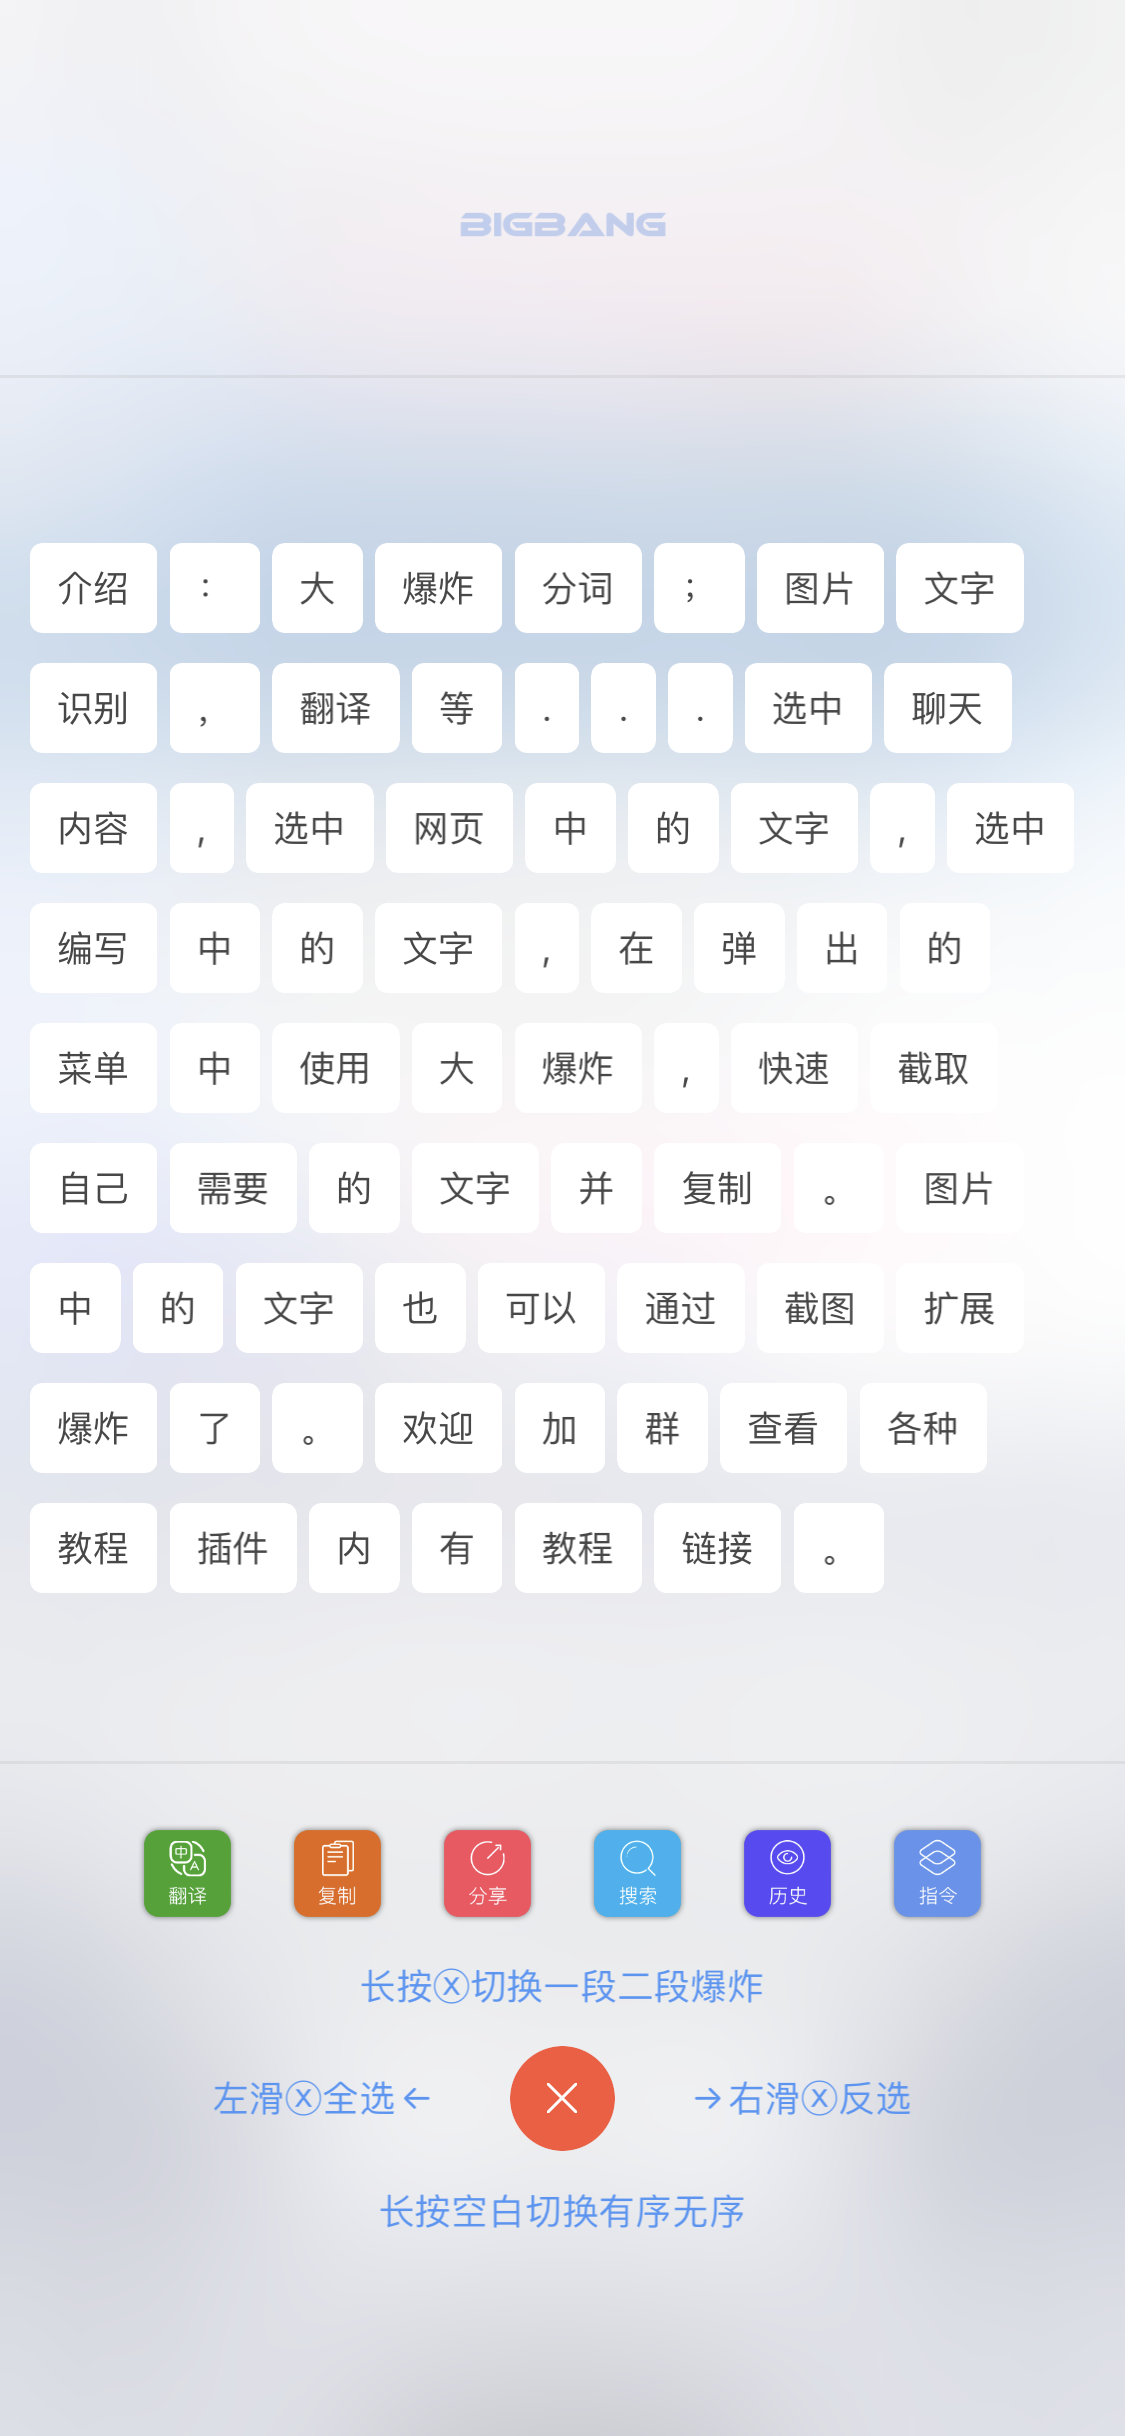 BIGBANG
介绍 ： 大 爆炸 分词 ； 图片 文字
识别 ， 翻译 等 . . . 选中 聊天
内容 , 选中 网页 中 的 文字 , 选中
编写 中 的 文字 , 在 弹 出 的
菜单 中 使用 大 爆炸 , 快速 截取
自己 需要 的 文字 并 复制 。 图片
中 的 文字 也 可以 通过 截图 扩展
爆炸 了 。 欢迎 加 群 查看 各种
教程 插件 内 有 教程 链接 。
翻译 复制 分享 搜索 历史 指令
长按ⓧ切换一段二段爆炸
左滑ⓧ全选← →右滑ⓧ反选
长按空白切换有序无序